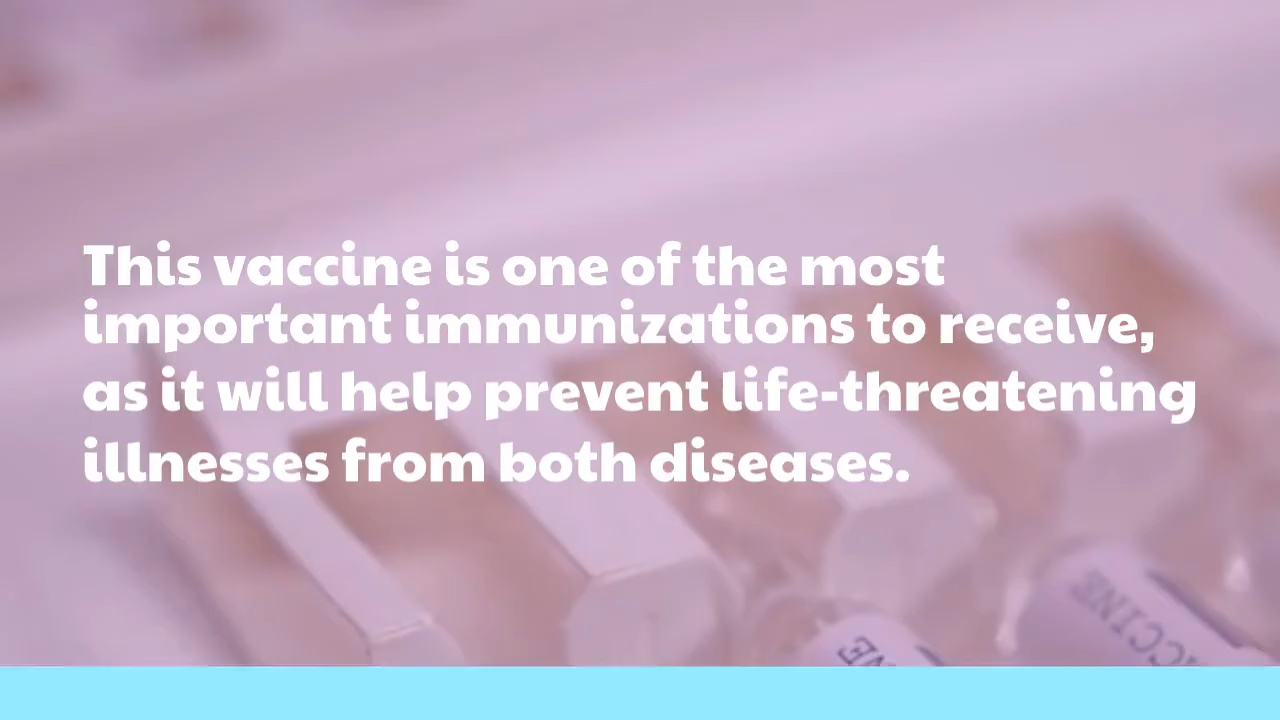 This vaccine is one of the most
important immunizations to receive,
as it will help prevent life-threatening
illnesses from both diseases.